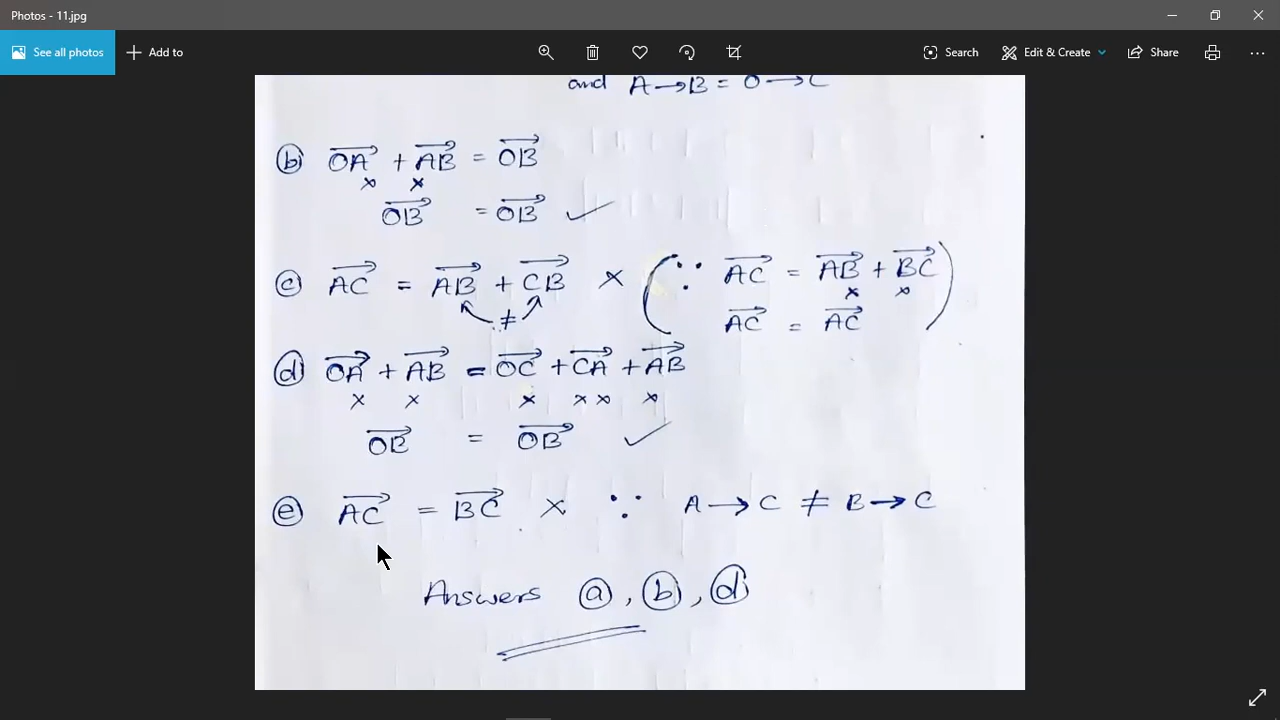 Photos - 11.jpg
See all photos
Add to
Search
Edit & Create
Share
and A→B = O→C
ⓑ OA⃗ + AB⃗ = OB⃗
× ×
OB⃗ = OB⃗ ✓
ⓒ AC⃗ = AB⃗ + CB⃗ × (∵ AC⃗ = AB⃗ + BC⃗
≠ × ×
AC⃗ = AC⃗)
ⓓ OA⃗ + AB⃗ = OC⃗ + CA⃗ + AB⃗
× × × × × ×
OB⃗ = OB⃗ ✓
ⓔ AC⃗ = BC⃗ × ∵ A→C ≠ B→C
Answers ⓐ, ⓑ, ⓓ